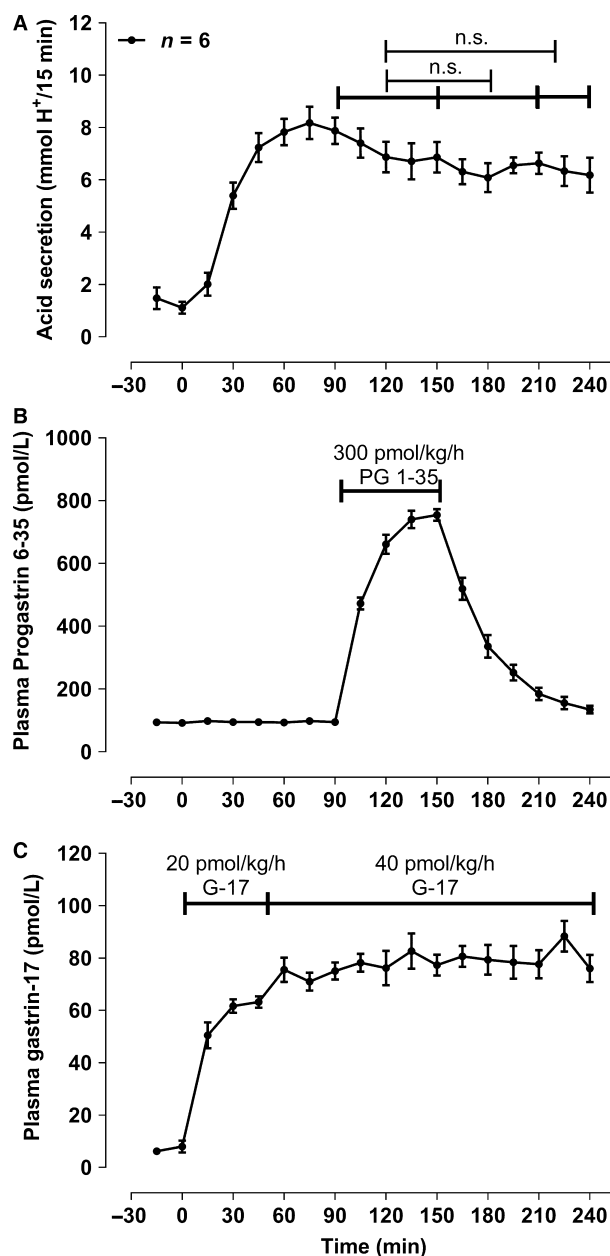 A
n = 6
n.s.
n.s.
Acid secretion (mmol H+/15 min)
12
10
8
6
4
2
0
–30 0 30 60 90 120 150 180 210 240
B
300 pmol/kg/h
PG 1-35
Plasma Progastrin 6-35 (pmol/L)
1000
800
600
400
200
0
–30 0 30 60 90 120 150 180 210 240
C
20 pmol/kg/h
G-17
40 pmol/kg/h
G-17
Plasma gastrin-17 (pmol/L)
120
100
80
60
40
20
0
–30 0 30 60 90 120 150 180 210 240
Time (min)